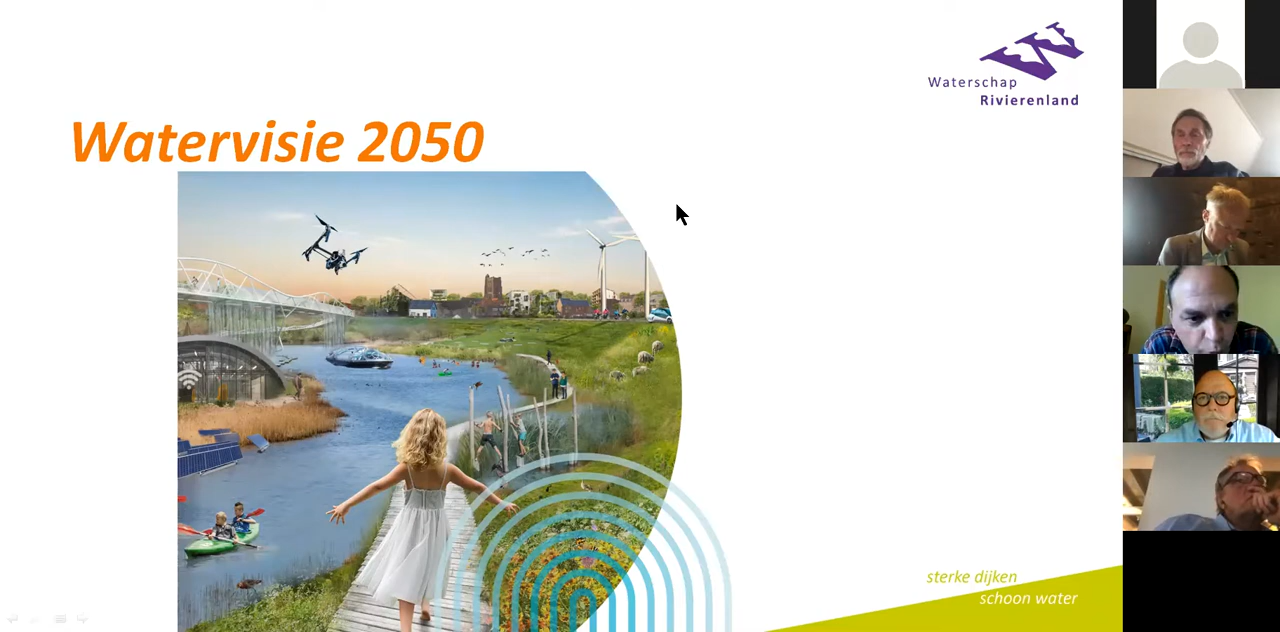 Waterschap
Rivierenland
Watervisie 2050
sterke dijken
schoon water